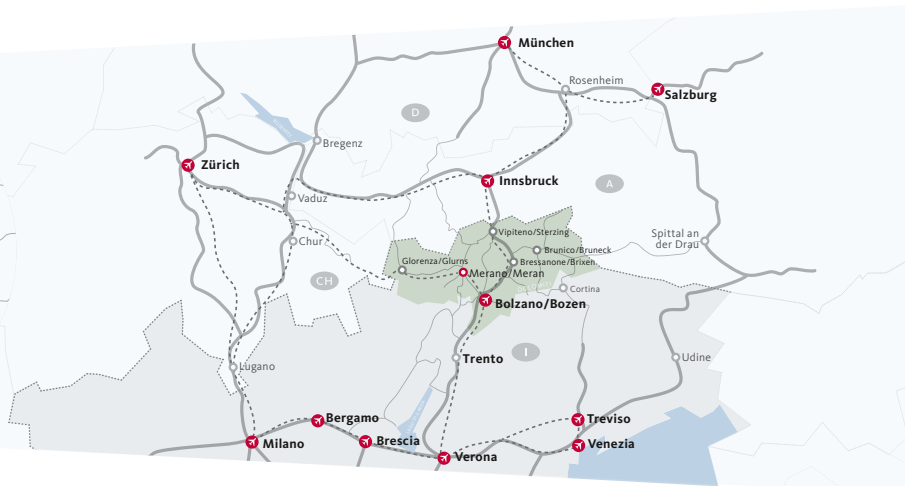 München
Rosenheim
Salzburg
D
Bregenz
Zürich
Innsbruck
A
Vaduz
Vipiteno/Sterzing
Spittal an
der Drau
Chur
Brunico/Bruneck
Glorenza/Glurns
Bressanone/Brixen
Merano/Meran
CH
Cortina
Bolzano/Bozen
I
Trento
Udine
Lugano
Bergamo
Treviso
Milano
Brescia
Venezia
Verona